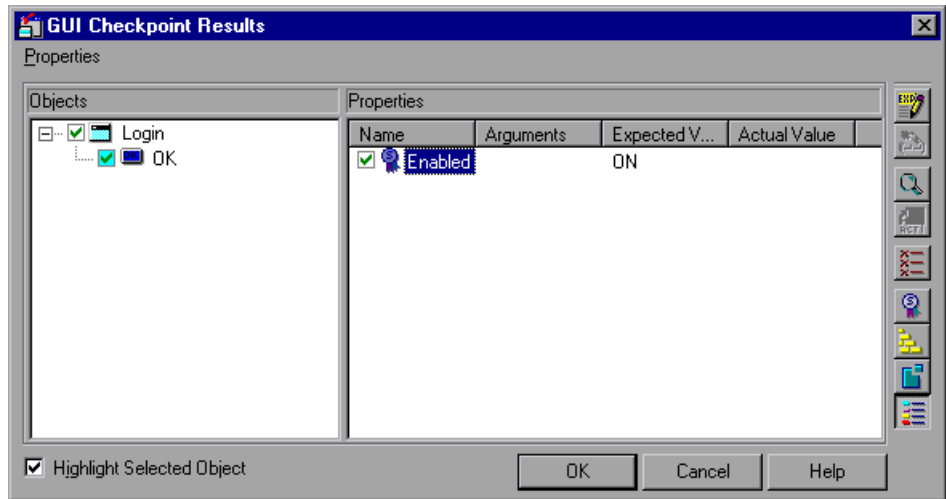 GUI Checkpoint Results
Properties
Objects
Properties
Login
OK
Name Arguments Expected V... Actual Value
Enabled ON
Highlight Selected Object
OK Cancel Help